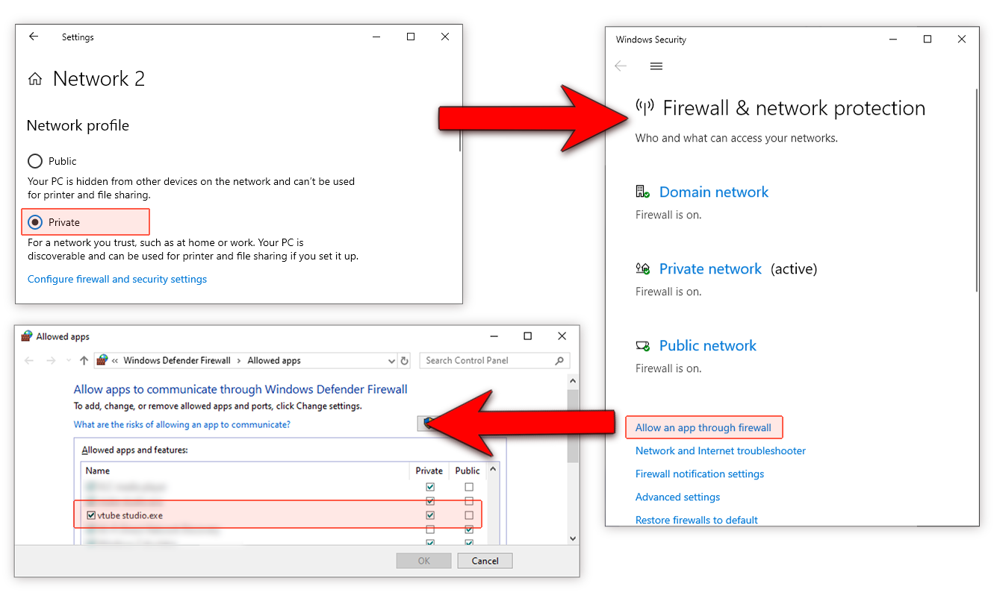 Settings
Network 2
Network profile
Public
Your PC is hidden from other devices on the network and can't be used
for printer and file sharing.
Private
For a network you trust, such as at home or work. Your PC is
discoverable and can be used for printer and file sharing if you set it up.
Configure firewall and security settings
Windows Security
Firewall & network protection
Who and what can access your networks.
Domain network
Firewall is on.
Private network (active)
Firewall is on.
Public network
Firewall is on.
Allow an app through firewall
Network and Internet troubleshooter
Firewall notification settings
Advanced settings
Restore firewalls to default
Allowed apps
« Windows Defender Firewall › Allowed apps
Search Control Panel
Allow apps to communicate through Windows Defender Firewall
To add, change, or remove allowed apps and ports, click Change settings.
What are the risks of allowing an app to communicate?
Allowed apps and features:
Name Private Public
vtube studio.exe
OK Cancel